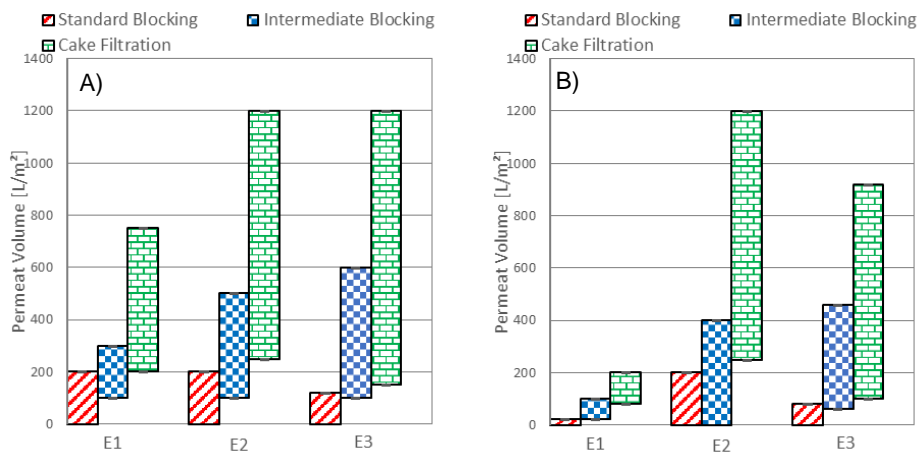 Standard Blocking
Intermediate Blocking
Cake Filtration
A)
Permeat Volume [L/m²]
1400
1200
1000
800
600
400
200
0
E1
E2
E3
Standard Blocking
Intermediate Blocking
Cake Filtration
B)
Permeat Volume [L/m²]
1400
1200
1000
800
600
400
200
0
E1
E2
E3